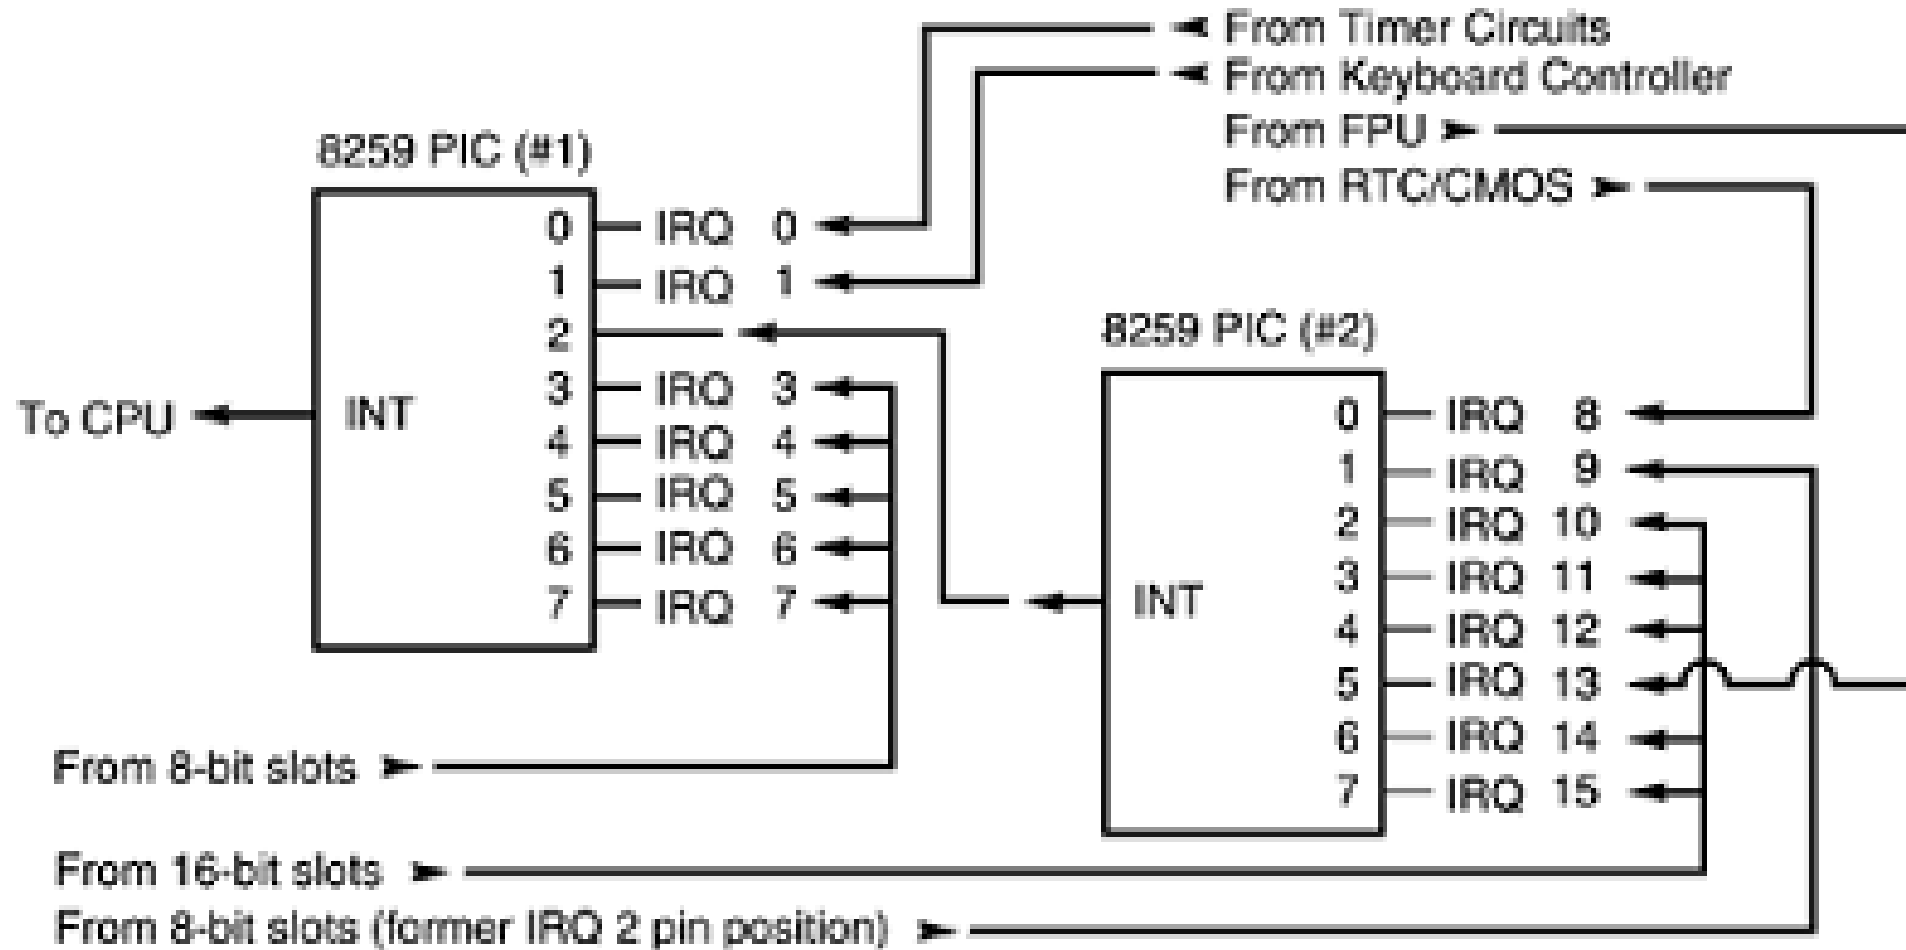 From Timer Circuits
From Keyboard Controller
From FPU
From RTC/CMOS
8259 PIC (#1)
0 IRQ 0
1 IRQ 1
2
3 IRQ 3
To CPU INT
4 IRQ 4
5 IRQ 5
6 IRQ 6
7 IRQ 7
8259 PIC (#2)
0 IRQ 8
1 IRQ 9
2 IRQ 10
3 IRQ 11
INT
4 IRQ 12
5 IRQ 13
6 IRQ 14
7 IRQ 15
From 8-bit slots
From 16-bit slots
From 8-bit slots (former IRQ 2 pin position)